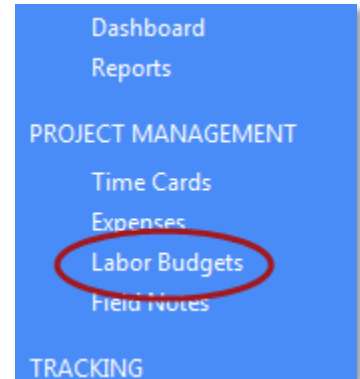 Dashboard
Reports
PROJECT MANAGEMENT
Time Cards
Expenses
Labor Budgets
Field Notes
TRACKING